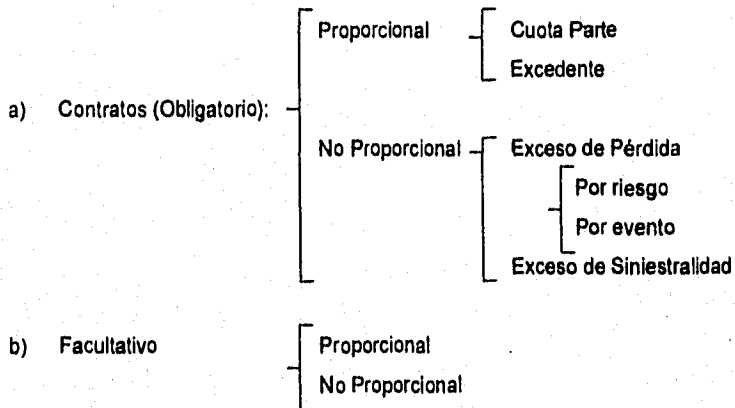 Proporcional Cuota Parte
Excedente
a) Contratos (Obligatorio):
No Proporcional Exceso de Pérdida
Por riesgo
Por evento
Exceso de Siniestralidad
b) Facultativo Proporcional
No Proporcional